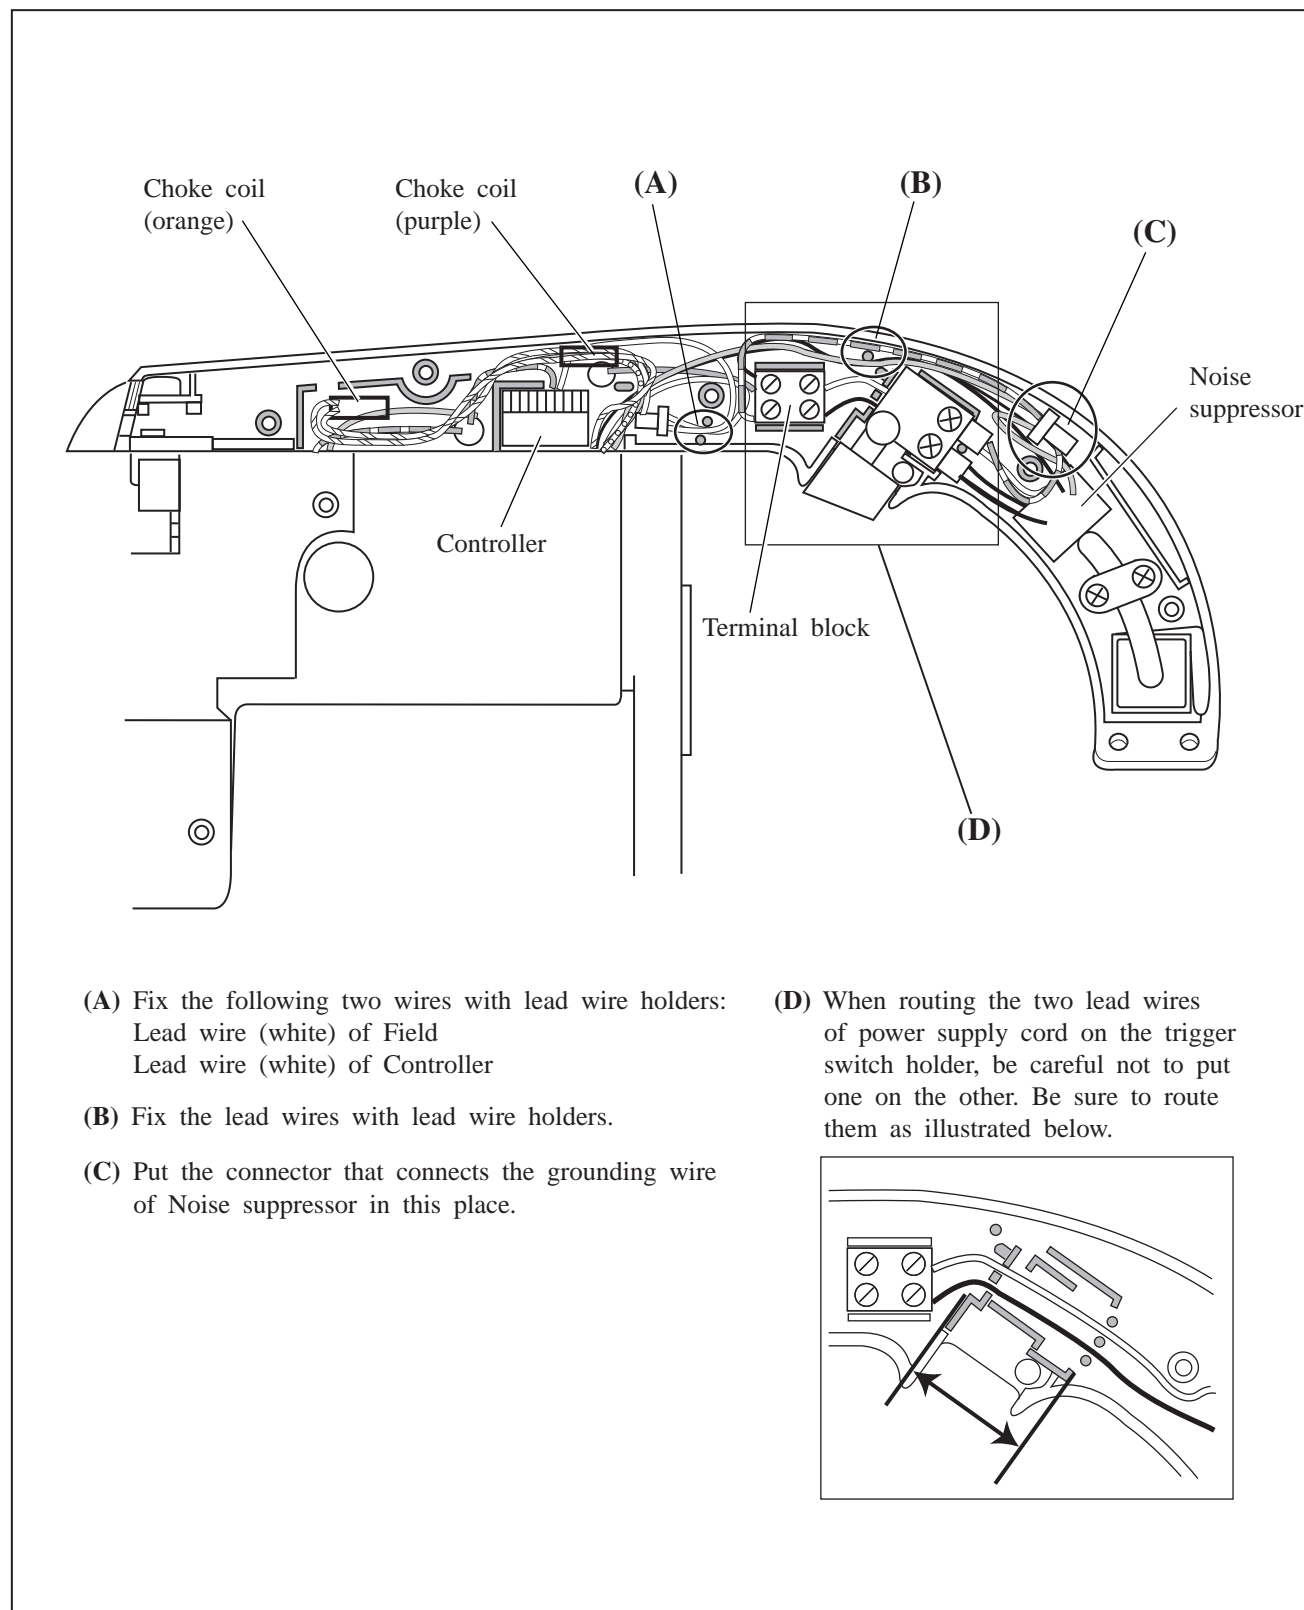 Choke coil
(orange)
Choke coil
(purple)
(A)
(B)
(C)
Noise
suppressor
Controller
Terminal block
(D)
(A) Fix the following two wires with lead wire holders:
Lead wire (white) of Field
Lead wire (white) of Controller
(B) Fix the lead wires with lead wire holders.
(C) Put the connector that connects the grounding wire
of Noise suppressor in this place.
(D) When routing the two lead wires
of power supply cord on the trigger
switch holder, be careful not to put
one on the other. Be sure to route
them as illustrated below.